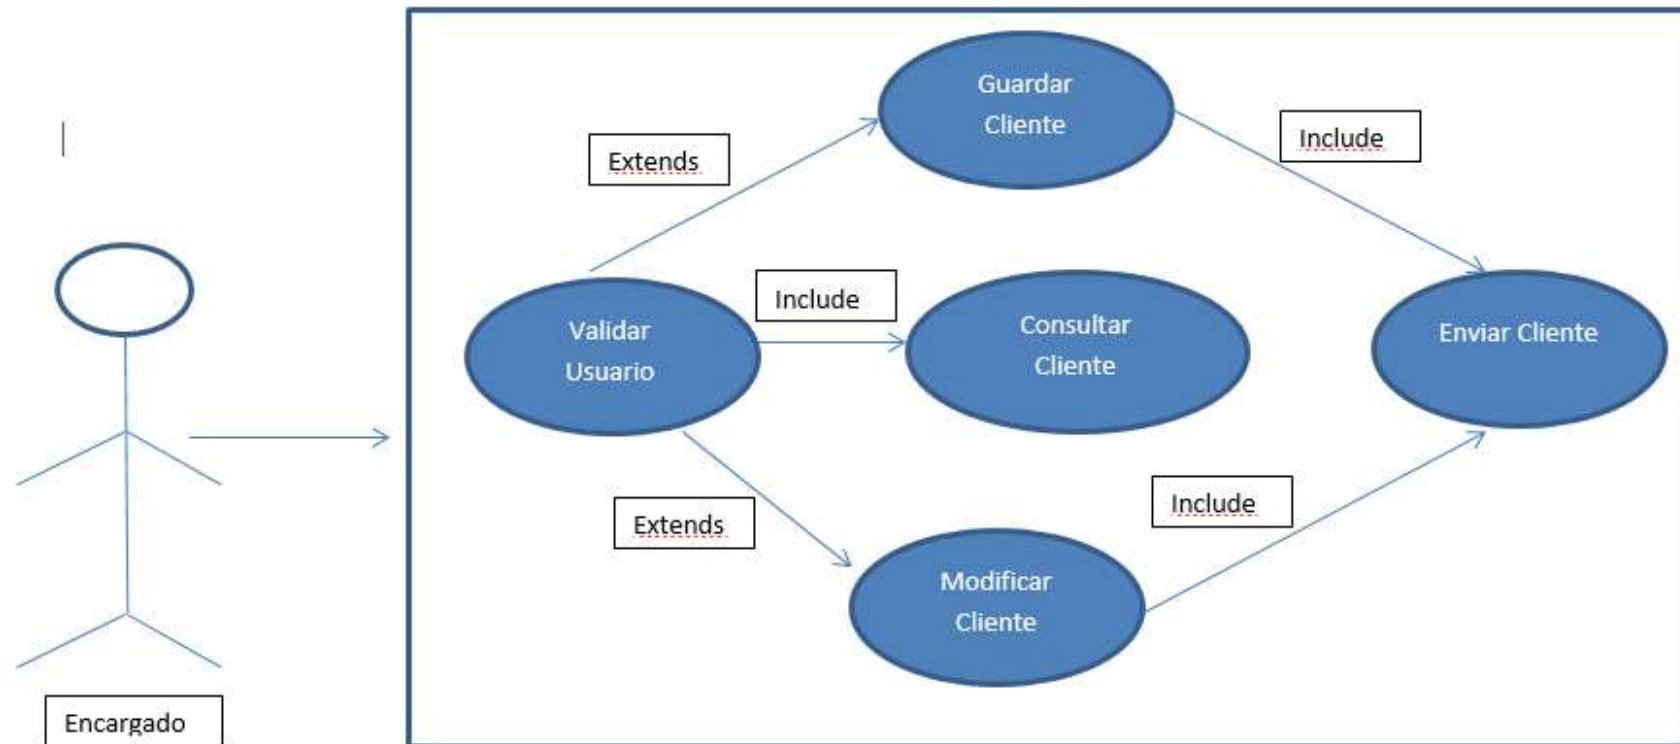 Guardar
Cliente
Include
Extends
Include
Validar
Usuario
Consultar
Cliente
Enviar Cliente
Include
Extends
Modificar
Cliente
Encargado